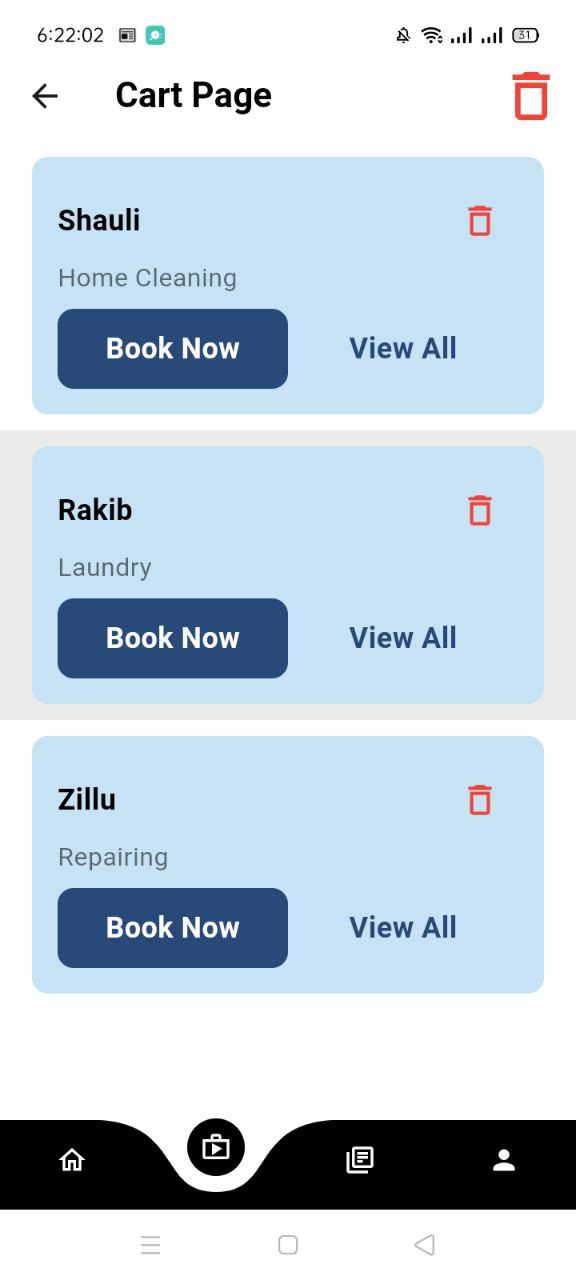 6:22:02
31
Cart Page
Shauli
Home Cleaning
Book Now
View All
Rakib
Laundry
Book Now
View All
Zillu
Repairing
Book Now
View All